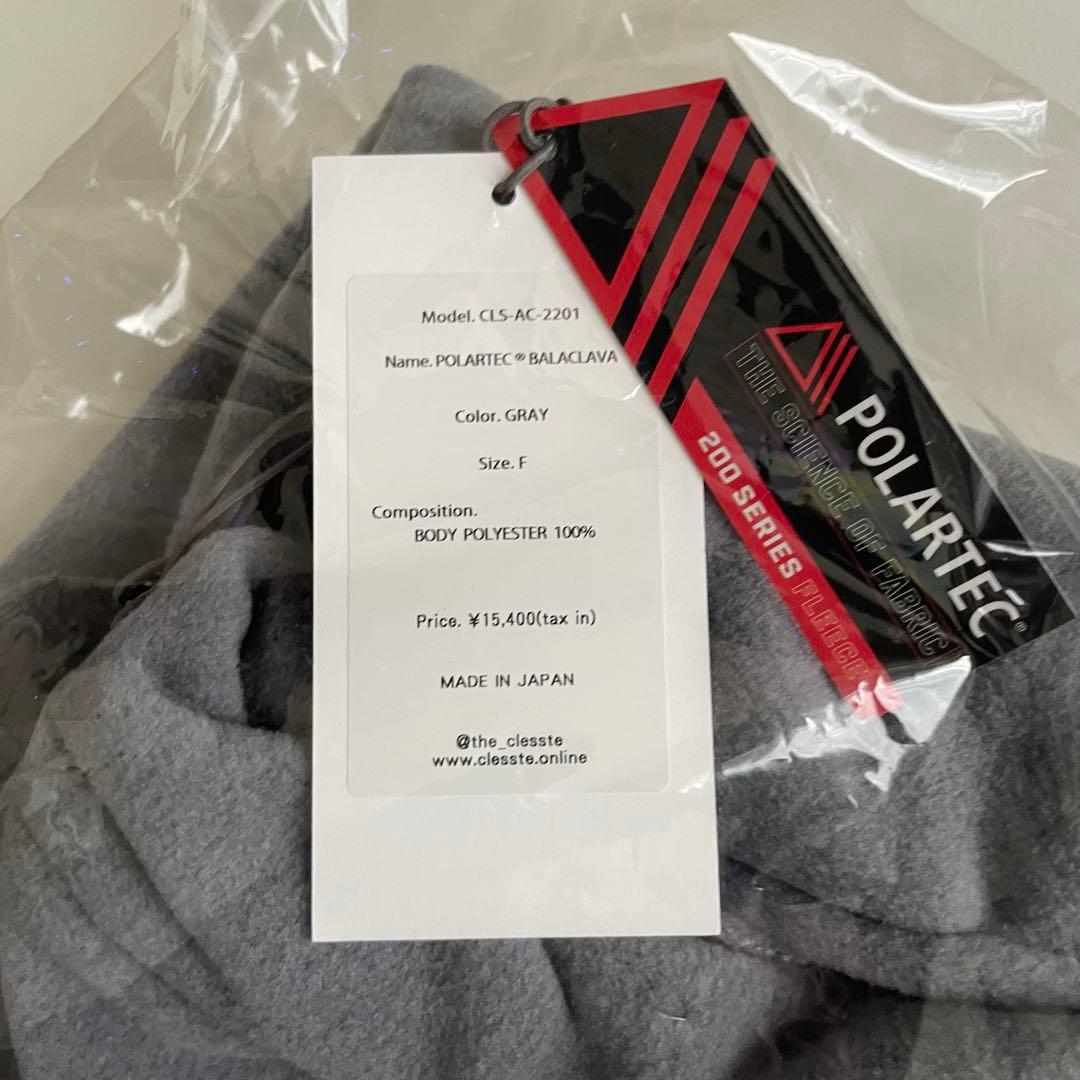 Model. CLS-AC-2201
Name. POLARTEC® BALACLAVA
Color. GRAY
Size. F
Composition.
BODY POLYESTER 100%
Price. ¥15,400(tax in)
MADE IN JAPAN
@the_clesste
www.clesste.online
POLARTEC®
THE SCIENCE OF FABRIC
200 SERIES FLEECE